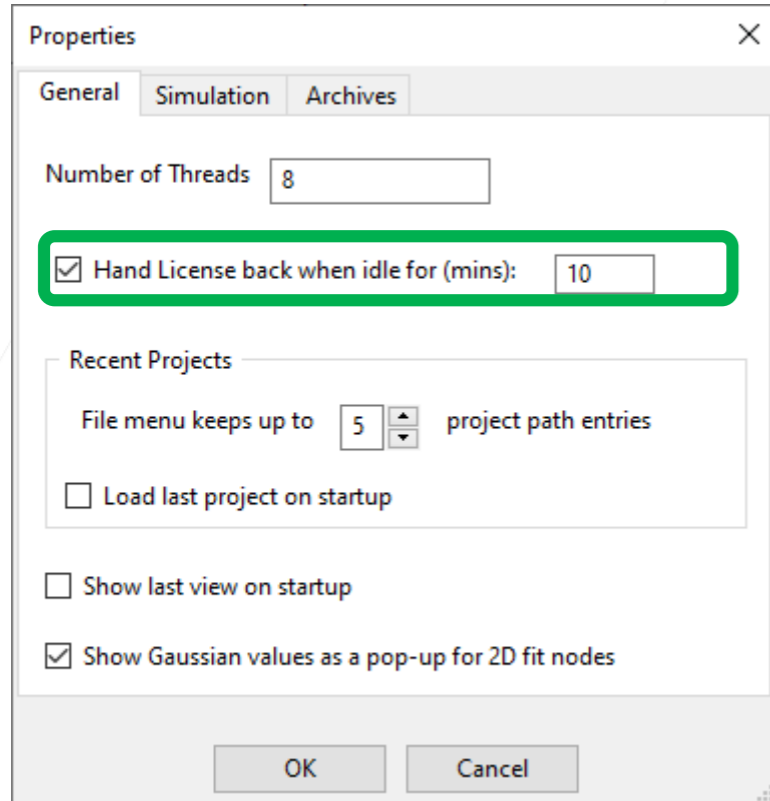 Properties
General Simulation Archives
Number of Threads 8
Hand License back when idle for (mins): 10
Recent Projects
File menu keeps up to 5 project path entries
Load last project on startup
Show last view on startup
Show Gaussian values as a pop-up for 2D fit nodes
OK Cancel